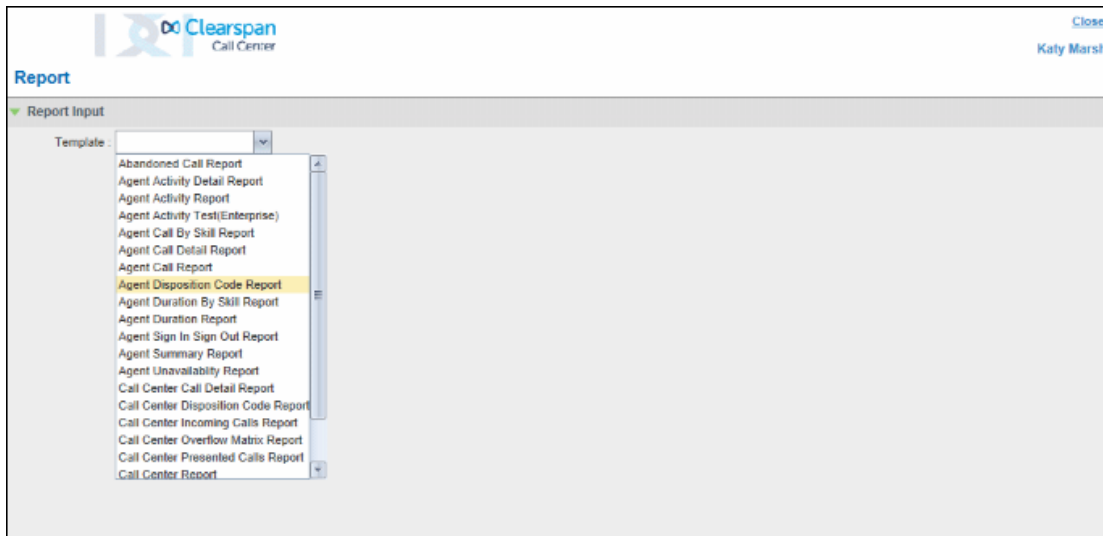 Clearspan
Call Center
Close
Katy Marsh
Report
Report Input
Template :
Abandoned Call Report
Agent Activity Detail Report
Agent Activity Report
Agent Activity Test(Enterprise)
Agent Call By Skill Report
Agent Call Detail Report
Agent Call Report
Agent Disposition Code Report
Agent Duration By Skill Report
Agent Duration Report
Agent Sign In Sign Out Report
Agent Summary Report
Agent Unavailablity Report
Call Center Call Detail Report
Call Center Disposition Code Report
Call Center Incoming Calls Report
Call Center Overflow Matrix Report
Call Center Presented Calls Report
Call Center Report